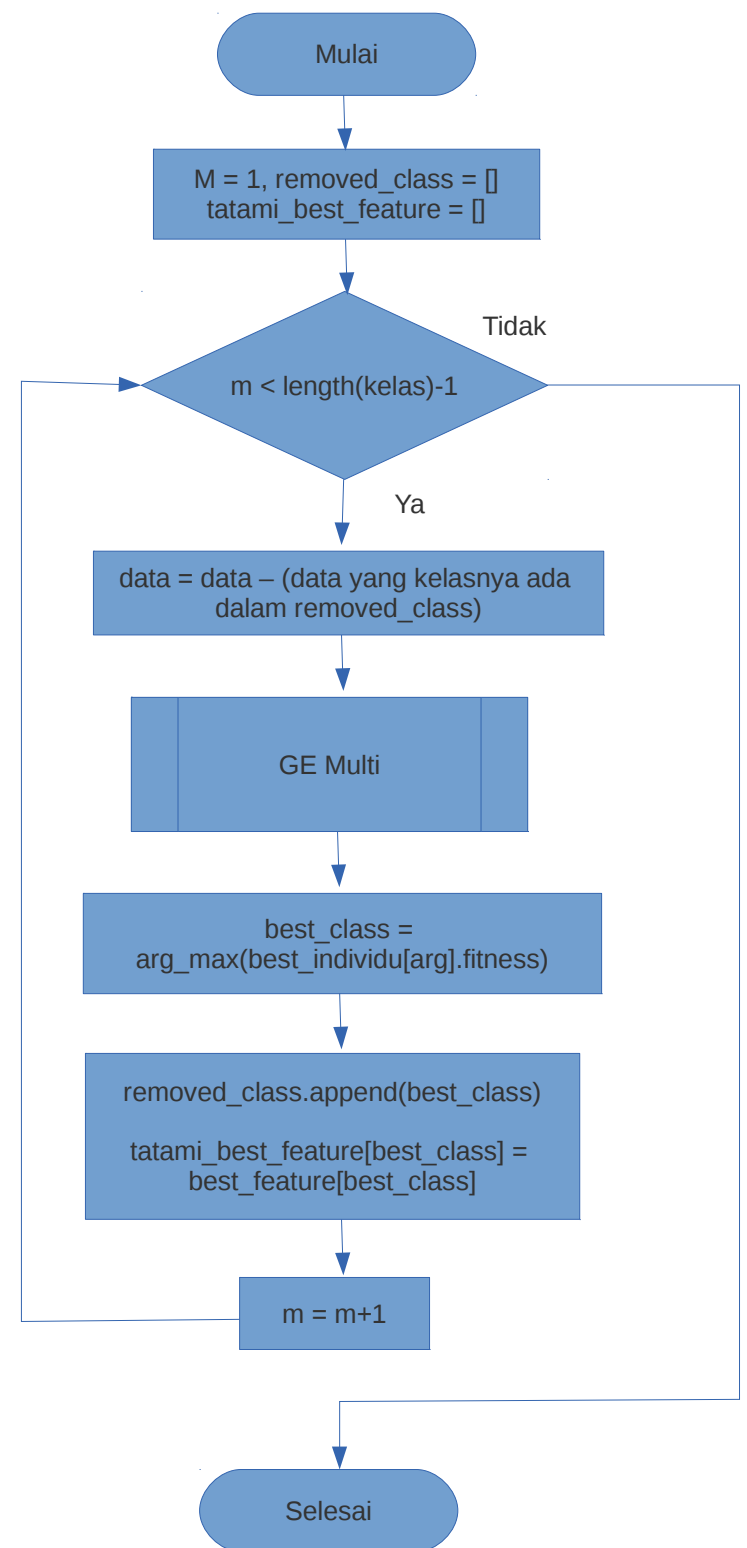 Mulai
M = 1, removed_class = []
tatami_best_feature = []
Tidak
m < length(kelas)-1
Ya
data = data – (data yang kelasnya ada
dalam removed_class)
GE Multi
best_class =
arg_max(best_individu[arg].fitness)
removed_class.append(best_class)
tatami_best_feature[best_class] =
best_feature[best_class]
m = m+1
Selesai